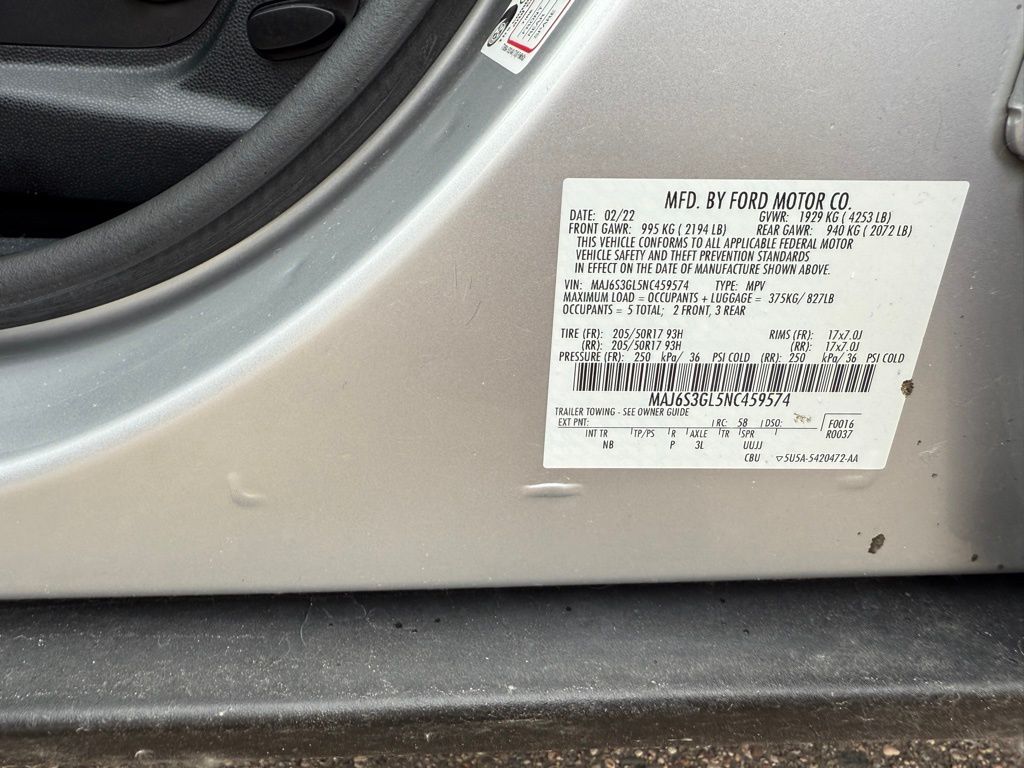 FRONT
REAR
SPARE
MFD. BY FORD MOTOR CO.
DATE: 02/22 GVWR: 1929 KG ( 4253 LB)
FRONT GAWR: 995 KG ( 2194 LB) REAR GAWR: 940 KG ( 2072 LB)
THIS VEHICLE CONFORMS TO ALL APPLICABLE FEDERAL MOTOR
VEHICLE SAFETY AND THEFT PREVENTION STANDARDS
IN EFFECT ON THE DATE OF MANUFACTURE SHOWN ABOVE.
VIN: MAJ6S3GL5NC459574 TYPE: MPV
MAXIMUM LOAD = OCCUPANTS + LUGGAGE = 375KG/ 827LB
OCCUPANTS = 5 TOTAL; 2 FRONT, 3 REAR
TIRE (FR): 205/50R17 93H RIMS (FR): 17x7.0J
(RR): 205/50R17 93H (RR): 17x7.0J
PRESSURE (FR): 250 kPa/ 36 PSI COLD (RR): 250 kPa/ 36 PSI COLD
MAJ6S3GL5NC459574
TRAILER TOWING - SEE OWNER GUIDE
EXT PNT: RC: 58 DSO: F0016
INT TR TP/PS R AXLE TR SPR R0037
NB P 3L UUJJ
CBU ▽5U5A-5420472-AA